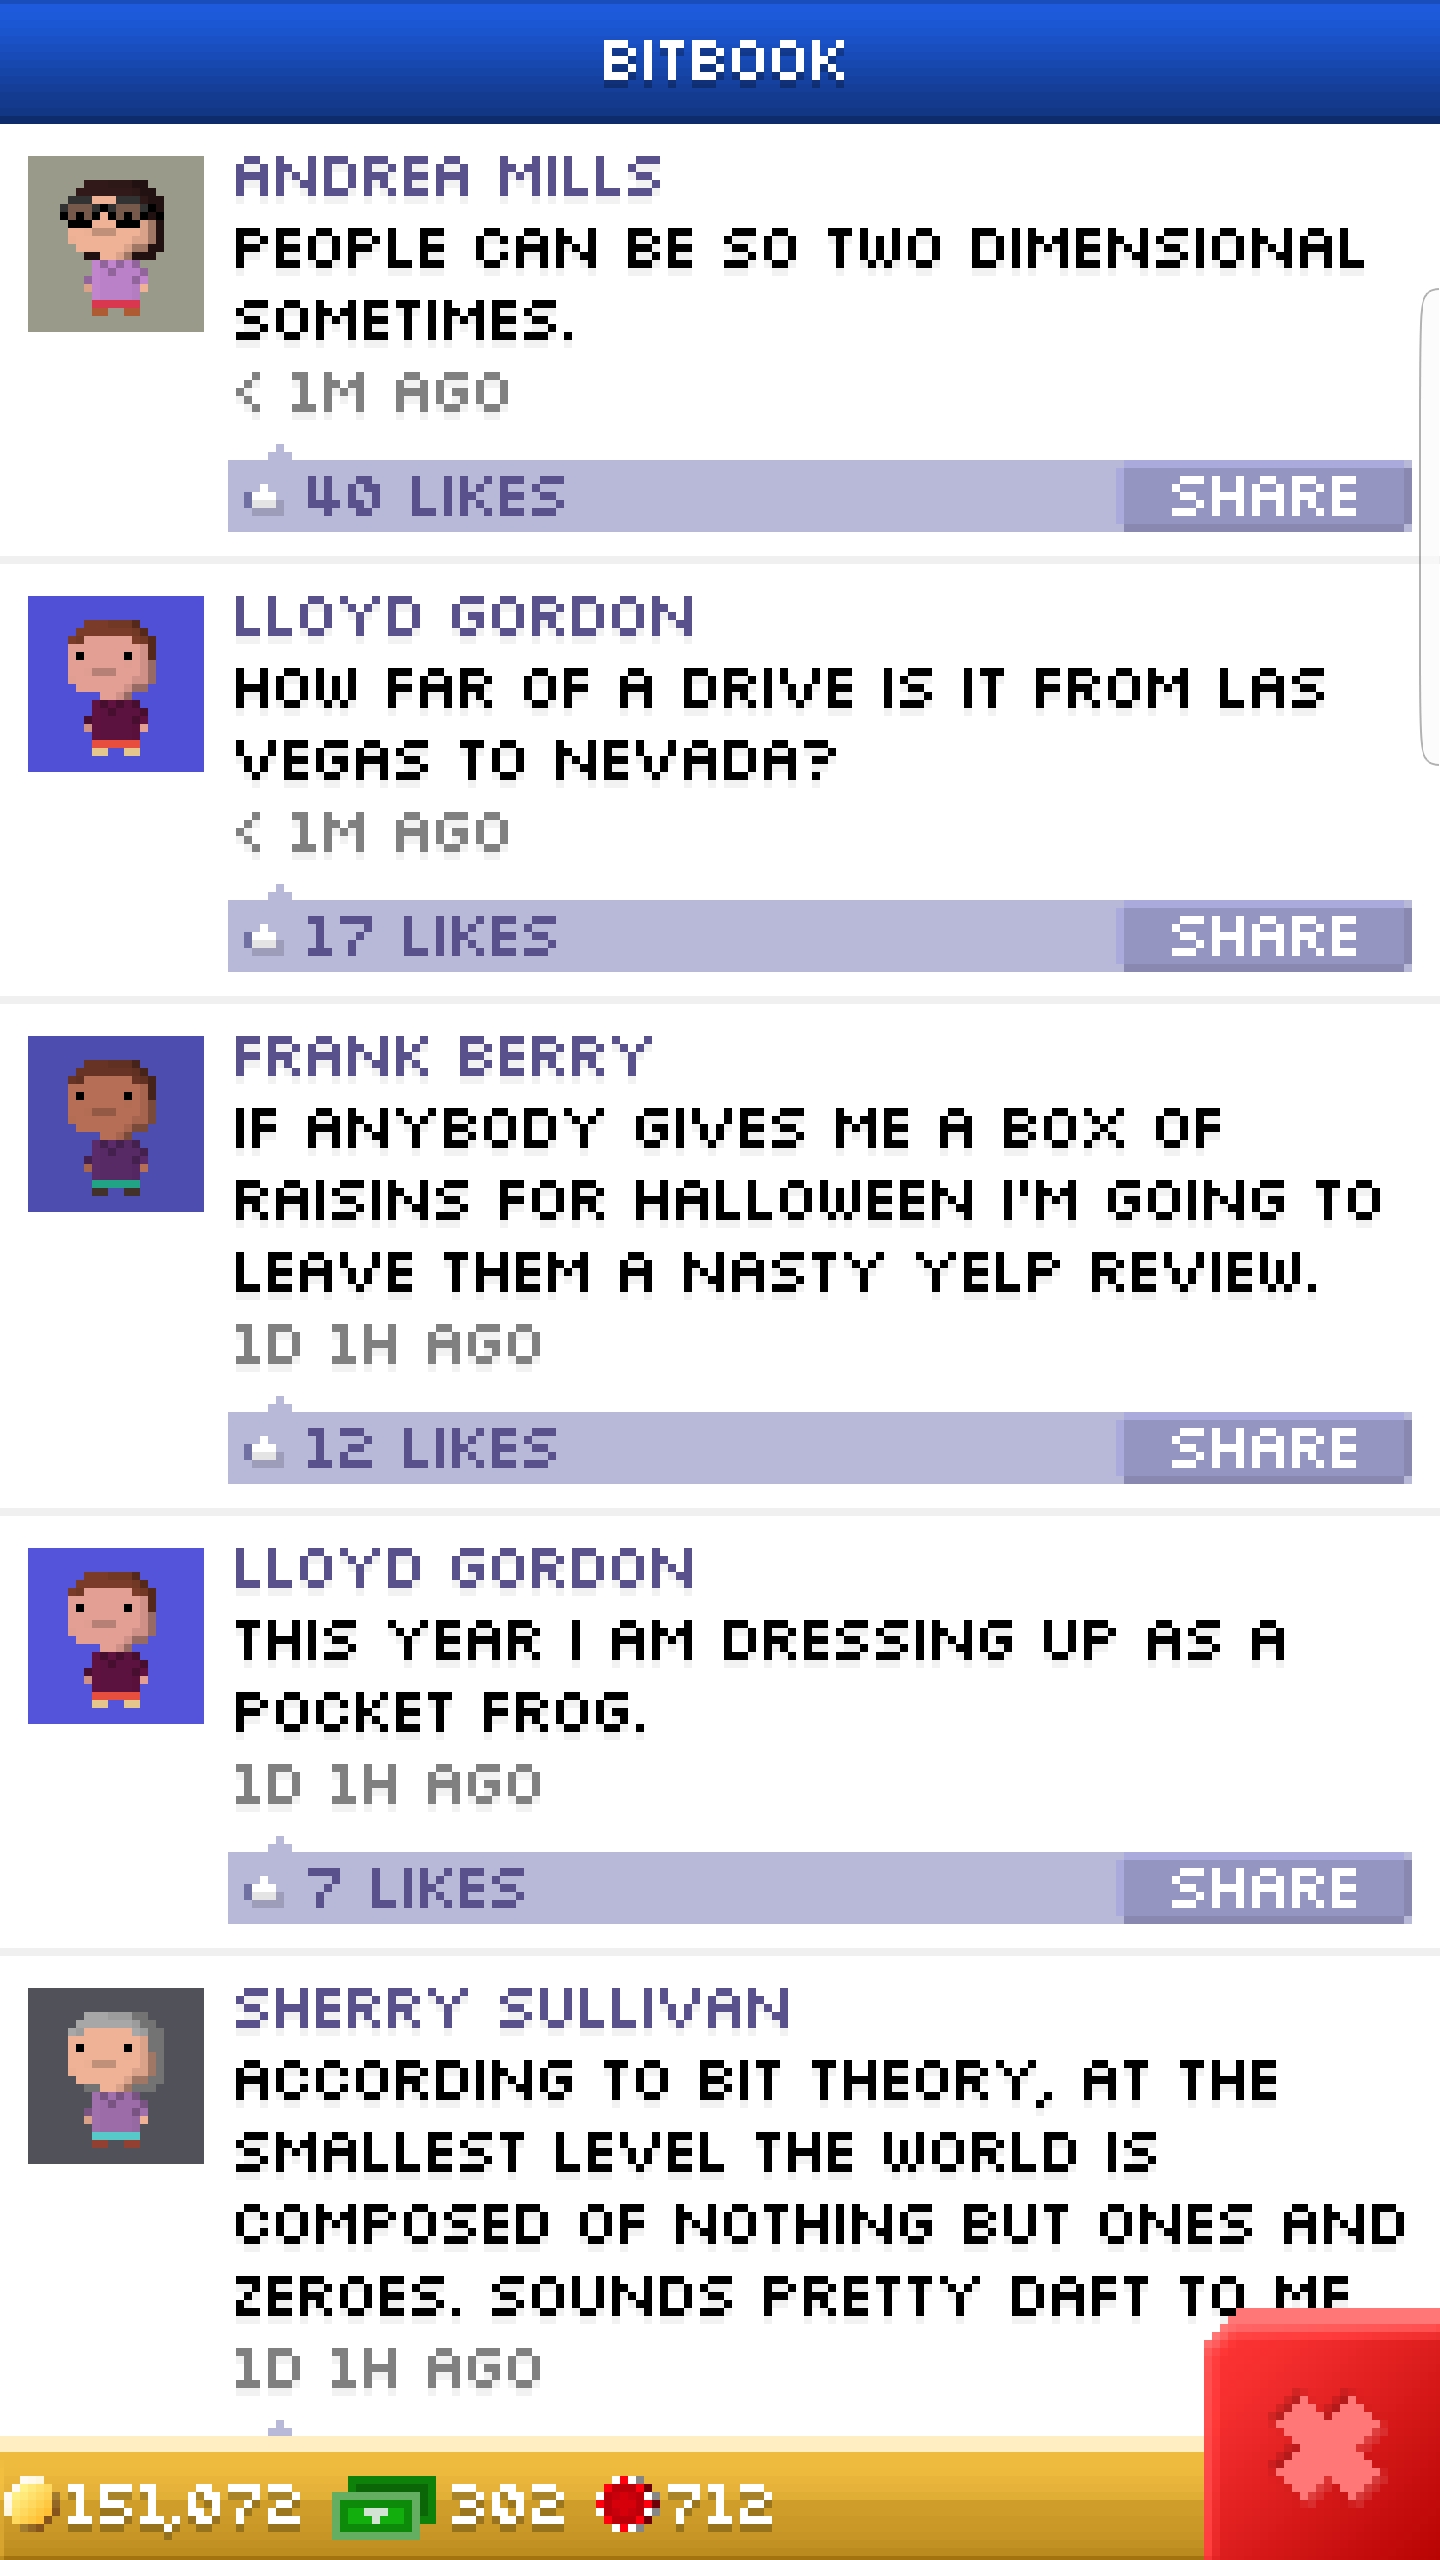 BITBOOK
ANDREA MILLS
PEOPLE CAN BE SO TWO DIMENSIONAL
SOMETIMES.
< 1M AGO
40 LIKES SHARE
LLOYD GORDON
HOW FAR OF A DRIVE IS IT FROM LAS
VEGAS TO NEVADA?
< 1M AGO
17 LIKES SHARE
FRANK BERRY
IF ANYBODY GIVES ME A BOX OF
RAISINS FOR HALLOWEEN I'M GOING TO
LEAVE THEM A NASTY YELP REVIEW.
1D 1H AGO
12 LIKES SHARE
LLOYD GORDON
THIS YEAR I AM DRESSING UP AS A
POCKET FROG.
1D 1H AGO
7 LIKES SHARE
SHERRY SULLIVAN
ACCORDING TO BIT THEORY, AT THE
SMALLEST LEVEL THE WORLD IS
COMPOSED OF NOTHING BUT ONES AND
ZEROES. SOUNDS PRETTY DAFT TO ME
1D 1H AGO
151,072 302 712